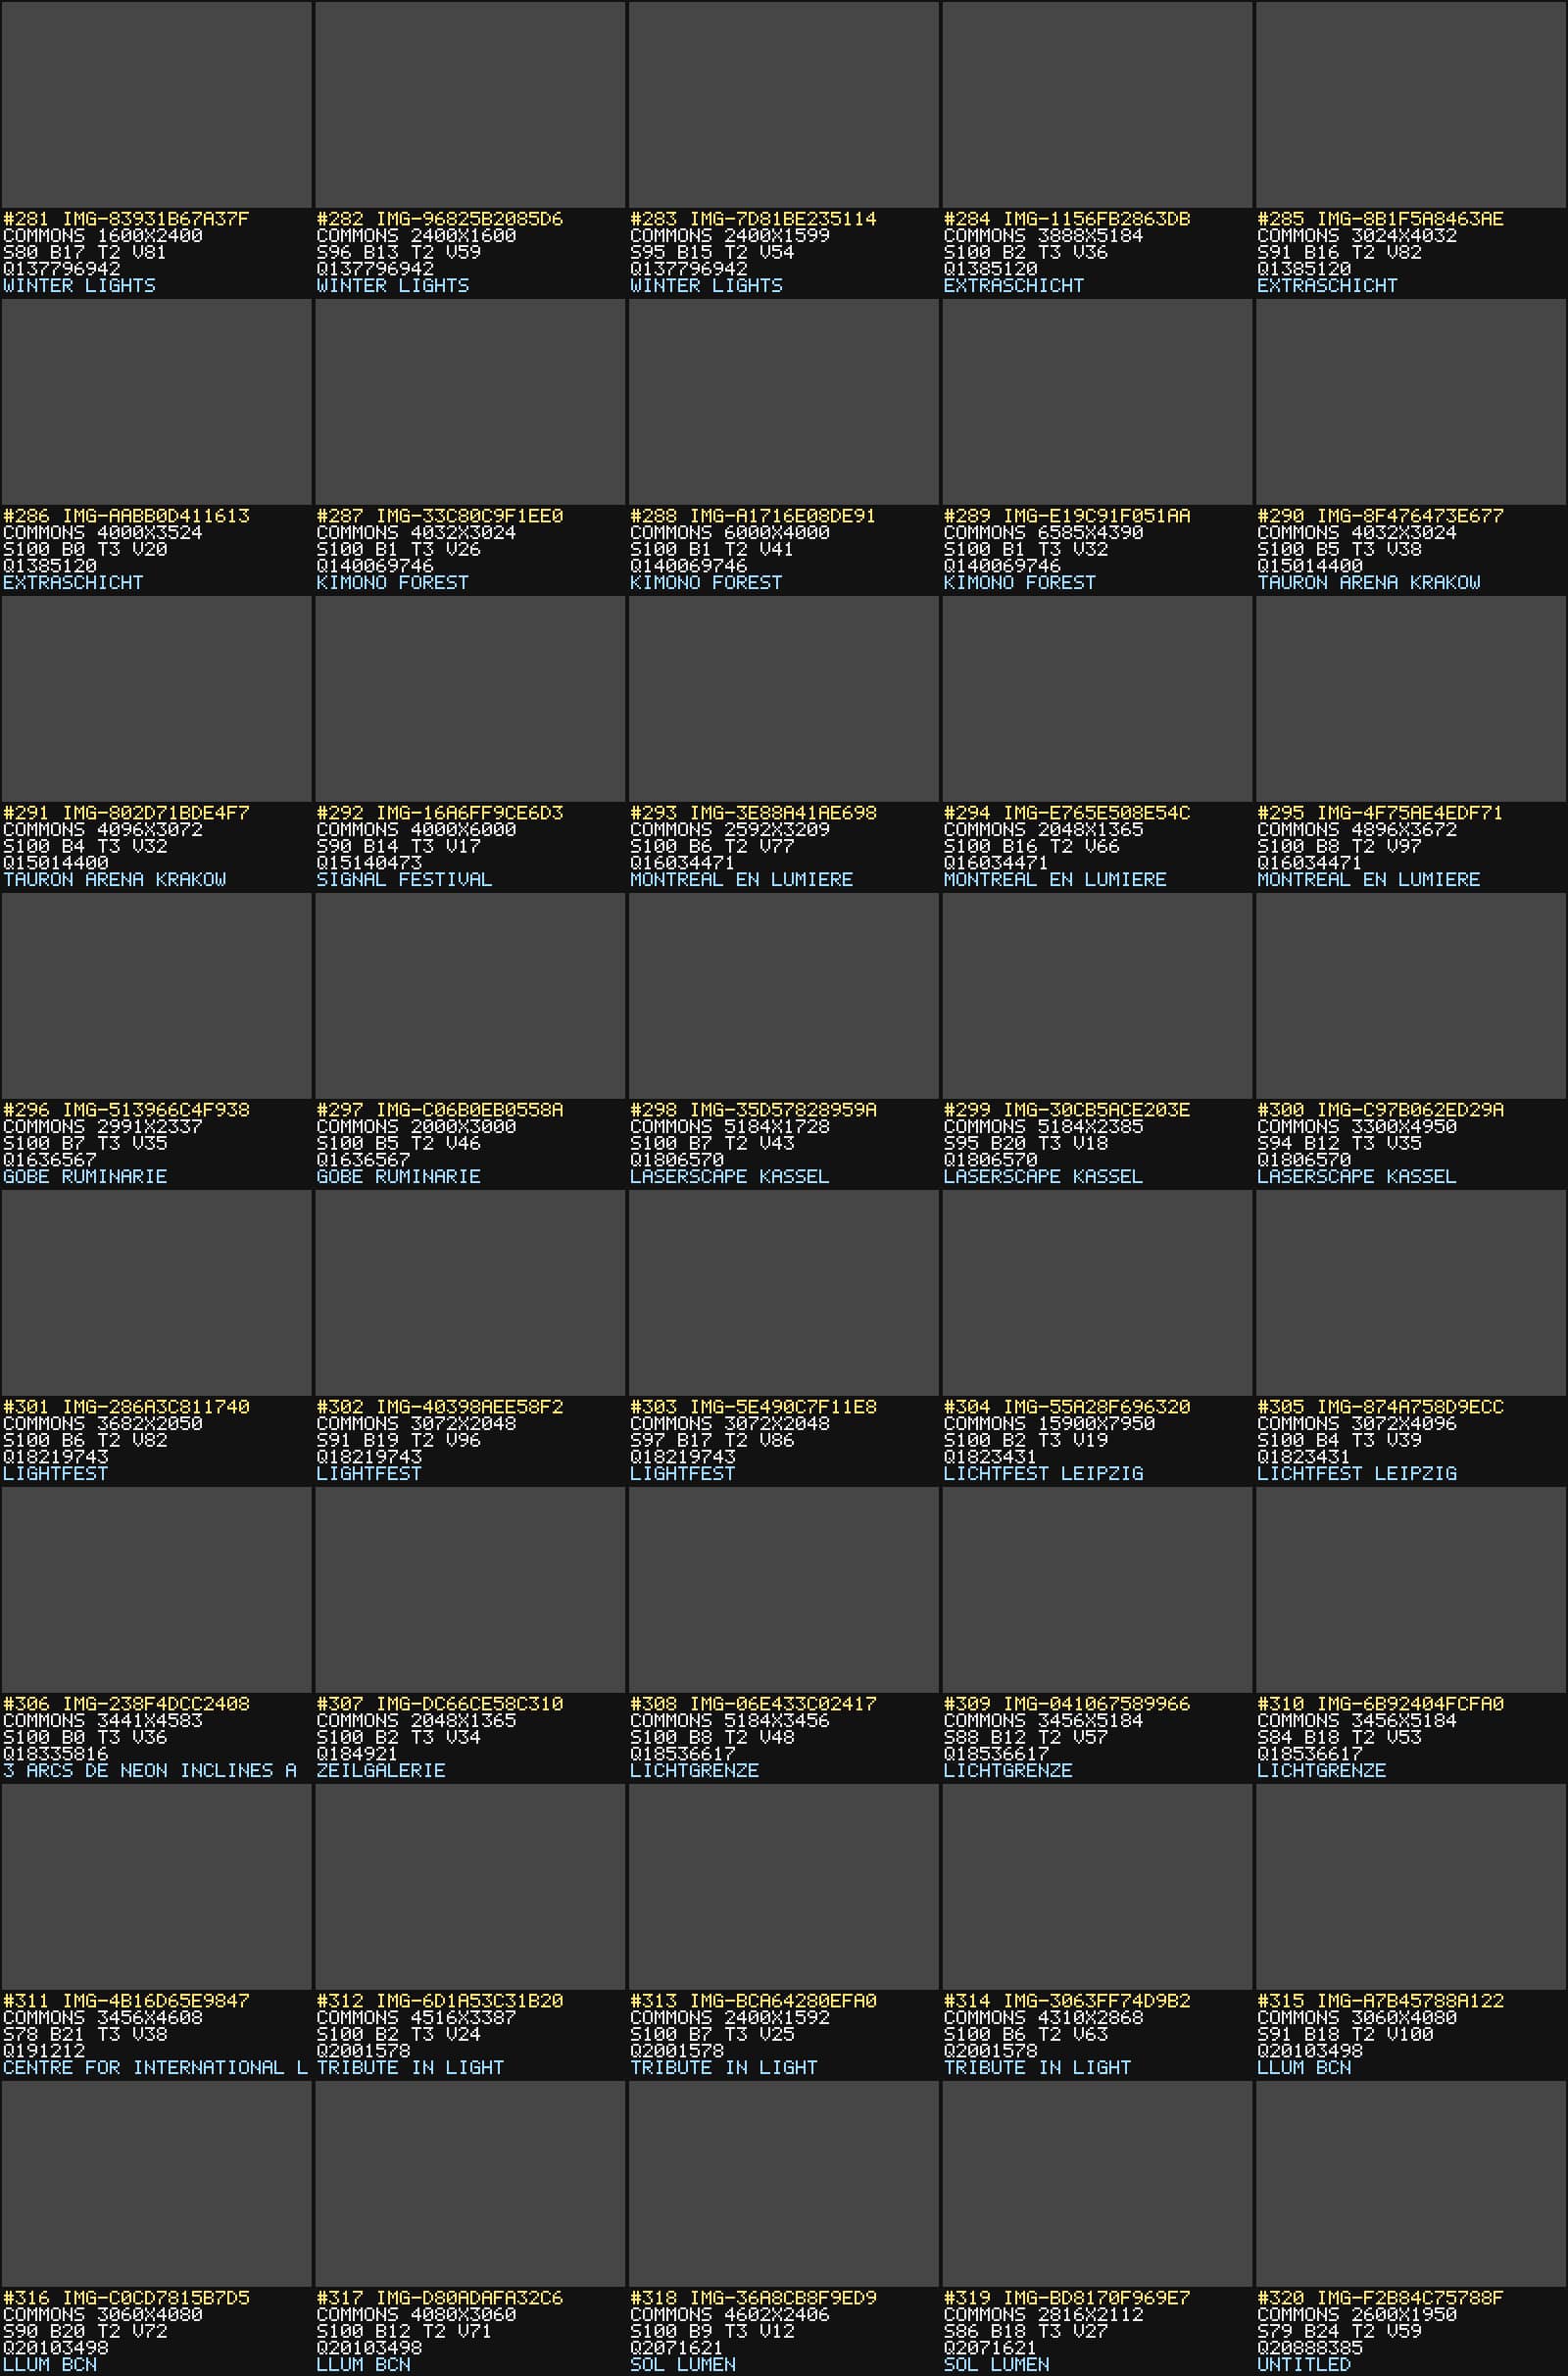 #281 IMG-83931B67A37F
COMMONS 1600X2400
S80 B17 T2 V81
Q137796942
WINTER LIGHTS
#282 IMG-96825B2085D6
COMMONS 2400X1600
S96 B13 T2 V59
Q137796942
WINTER LIGHTS
#283 IMG-7D81BE235114
COMMONS 2400X1599
S95 B15 T2 V54
Q137796942
WINTER LIGHTS
#284 IMG-1156FB2863DB
COMMONS 3888X5184
S100 B2 T3 V36
Q1385120
EXTRASCHICHT
#285 IMG-8B1F5A8463AE
COMMONS 3024X4032
S91 B16 T2 V82
Q1385120
EXTRASCHICHT
#286 IMG-AABB0D411613
COMMONS 4000X3524
S100 B0 T3 V20
Q1385120
EXTRASCHICHT
#287 IMG-33C80C9F1EE0
COMMONS 4032X3024
S100 B1 T3 V26
Q140069746
KIMONO FOREST
#288 IMG-A1716E08DE91
COMMONS 6000X4000
S100 B1 T2 V41
Q140069746
KIMONO FOREST
#289 IMG-E19C91F051AA
COMMONS 6585X4390
S100 B1 T3 V32
Q140069746
KIMONO FOREST
#290 IMG-8F476473E677
COMMONS 4032X3024
S100 B5 T3 V38
Q15014400
TAURON ARENA KRAKOW
#291 IMG-802D71BDE4F7
COMMONS 4096X3072
S100 B4 T3 V32
Q15014400
TAURON ARENA KRAKOW
#292 IMG-16A6FF9CE6D3
COMMONS 4000X6000
S90 B14 T3 V17
Q15140473
SIGNAL FESTIVAL
#293 IMG-3E88A41AE698
COMMONS 2592X3209
S100 B6 T2 V77
Q16034471
MONTREAL EN LUMIERE
#294 IMG-E765E508E54C
COMMONS 2048X1365
S100 B16 T2 V66
Q16034471
MONTREAL EN LUMIERE
#295 IMG-4F75AE4EDF71
COMMONS 4896X3672
S100 B8 T2 V97
Q16034471
MONTREAL EN LUMIERE
#296 IMG-513966C4F938
COMMONS 2991X2337
S100 B7 T3 V35
Q1636567
GOBE RUMINARIE
#297 IMG-C06B0EB0558A
COMMONS 2000X3000
S100 B5 T2 V46
Q1636567
GOBE RUMINARIE
#298 IMG-35D57828959A
COMMONS 5184X1728
S100 B7 T2 V43
Q1806570
LASERSCAPE KASSEL
#299 IMG-30CB5ACE203E
COMMONS 5184X2385
S95 B20 T3 V18
Q1806570
LASERSCAPE KASSEL
#300 IMG-C97B062ED29A
COMMONS 3300X4950
S94 B12 T3 V35
Q1806570
LASERSCAPE KASSEL
#301 IMG-286A3C811740
COMMONS 3682X2050
S100 B6 T2 V82
Q18219743
LIGHTFEST
#302 IMG-40398AEE58F2
COMMONS 3072X2048
S91 B19 T2 V96
Q18219743
LIGHTFEST
#303 IMG-5E490C7F11E8
COMMONS 3072X2048
S97 B17 T2 V86
Q18219743
LIGHTFEST
#304 IMG-55A28F696320
COMMONS 15900X7950
S100 B2 T3 V19
Q1823431
LICHTFEST LEIPZIG
#305 IMG-874A758D9ECC
COMMONS 3072X4096
S100 B4 T3 V39
Q1823431
LICHTFEST LEIPZIG
#306 IMG-238F4DCC2408
COMMONS 3441X4583
S100 B0 T3 V36
Q18335816
3 ARCS DE NEON INCLINES A
#307 IMG-DC66CE58C310
COMMONS 2048X1365
S100 B2 T3 V34
Q184921
ZEILGALERIE
#308 IMG-06E433C02417
COMMONS 5184X3456
S100 B8 T2 V48
Q18536617
LICHTGRENZE
#309 IMG-041067589966
COMMONS 3456X5184
S88 B12 T2 V57
Q18536617
LICHTGRENZE
#310 IMG-6B92404FCFA0
COMMONS 3456X5184
S84 B18 T2 V53
Q18536617
LICHTGRENZE
#311 IMG-4B16D65E9847
COMMONS 3456X4608
S78 B21 T3 V38
Q191212
CENTRE FOR INTERNATIONAL L
#312 IMG-6D1A53C31B20
COMMONS 4516X3387
S100 B2 T3 V24
Q2001578
TRIBUTE IN LIGHT
#313 IMG-BCA64280EFA0
COMMONS 2400X1592
S100 B7 T3 V25
Q2001578
TRIBUTE IN LIGHT
#314 IMG-3063FF74D9B2
COMMONS 4310X2868
S100 B6 T2 V63
Q2001578
TRIBUTE IN LIGHT
#315 IMG-A7B45788A122
COMMONS 3060X4080
S91 B18 T2 V100
Q20103498
LLUM BCN
#316 IMG-C0CD7815B7D5
COMMONS 3060X4080
S90 B20 T2 V72
Q20103498
LLUM BCN
#317 IMG-D80ADAFA32C6
COMMONS 4080X3060
S100 B12 T2 V71
Q20103498
LLUM BCN
#318 IMG-36A8CB8F9ED9
COMMONS 4602X2406
S100 B9 T3 V12
Q2071621
SOL LUMEN
#319 IMG-BD8170F969E7
COMMONS 2816X2112
S86 B18 T3 V27
Q2071621
SOL LUMEN
#320 IMG-F2B84C75788F
COMMONS 2600X1950
S79 B24 T2 V59
Q20888385
UNTITLED